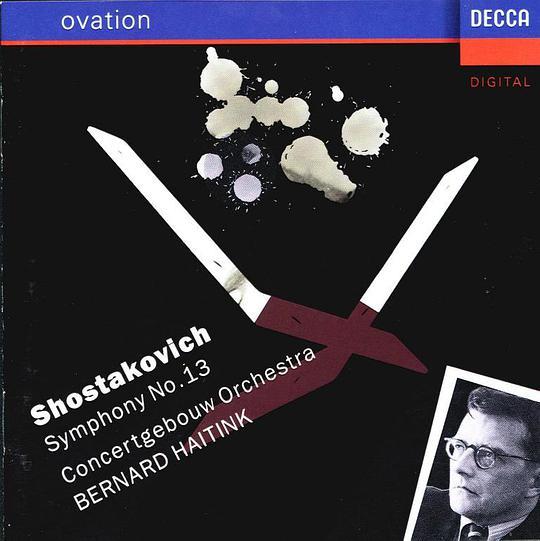 ovation
DECCA
DIGITAL
Shostakovich
Symphony No.13
Concertgebouw Orchestra
BERNARD HAITINK